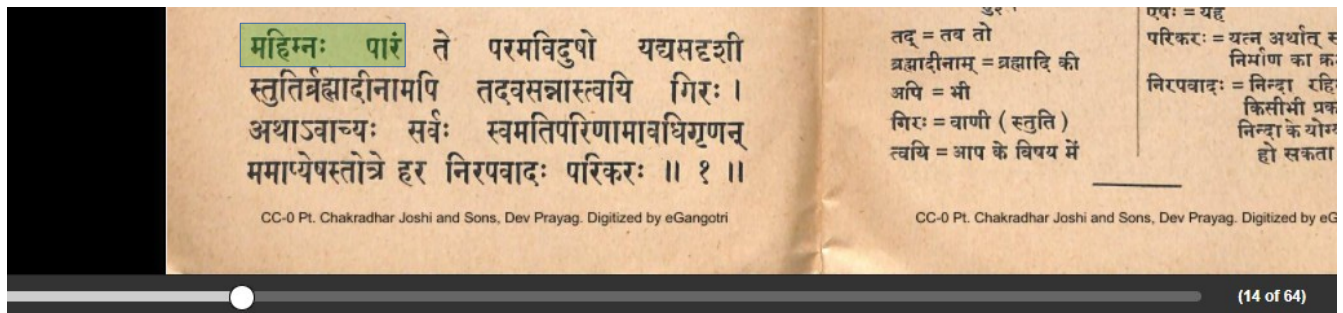 महिम्नः पारं ते परमविदुषो यद्यसदृशी
स्तुतिर्ब्रह्मादीनामपि तदवसन्नास्त्वयि गिरः ।
अथाऽवाच्यः सर्वः स्वमतिपरिणामावधिगृणन्
ममाप्येषस्तोत्रे हर निरपवादः परिकरः ॥ १ ॥
CC-0 Pt. Chakradhar Joshi and Sons, Dev Prayag. Digitized by eGangotri
तद् = तव तो
ब्रह्मादीनाम् = ब्रह्मादि की
अपि = भी
गिरः = वाणी ( स्तुति )
त्वयि = आप के विषय में
एषः = यह
परिकरः = यत्न अर्थात्
निर्माण का
निरपवादः = निन्दा
किसीभी
निन्दा के
हो सकता
CC-0 Pt. Chakradhar Joshi and Sons, Dev Prayag. Digitized by
(14 of 64)